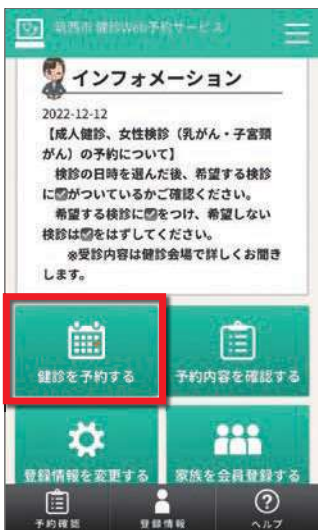 筑西市 健診Web予約サービス
インフォメーション
2022-12-12
【成人健診、女性検診（乳がん・子宮頸
がん）の予約について】
検診の日時を選んだ後、希望する検診
に☑がついているかご確認ください。
希望する検診に☑をつけ、希望しない
検診は☑をはずしてください。
※受診内容は健診会場で詳しくお聞き
します。
健診を予約する
予約内容を確認する
登録情報を変更する
家族を会員登録する
予約確認
登録情報
ヘルプ